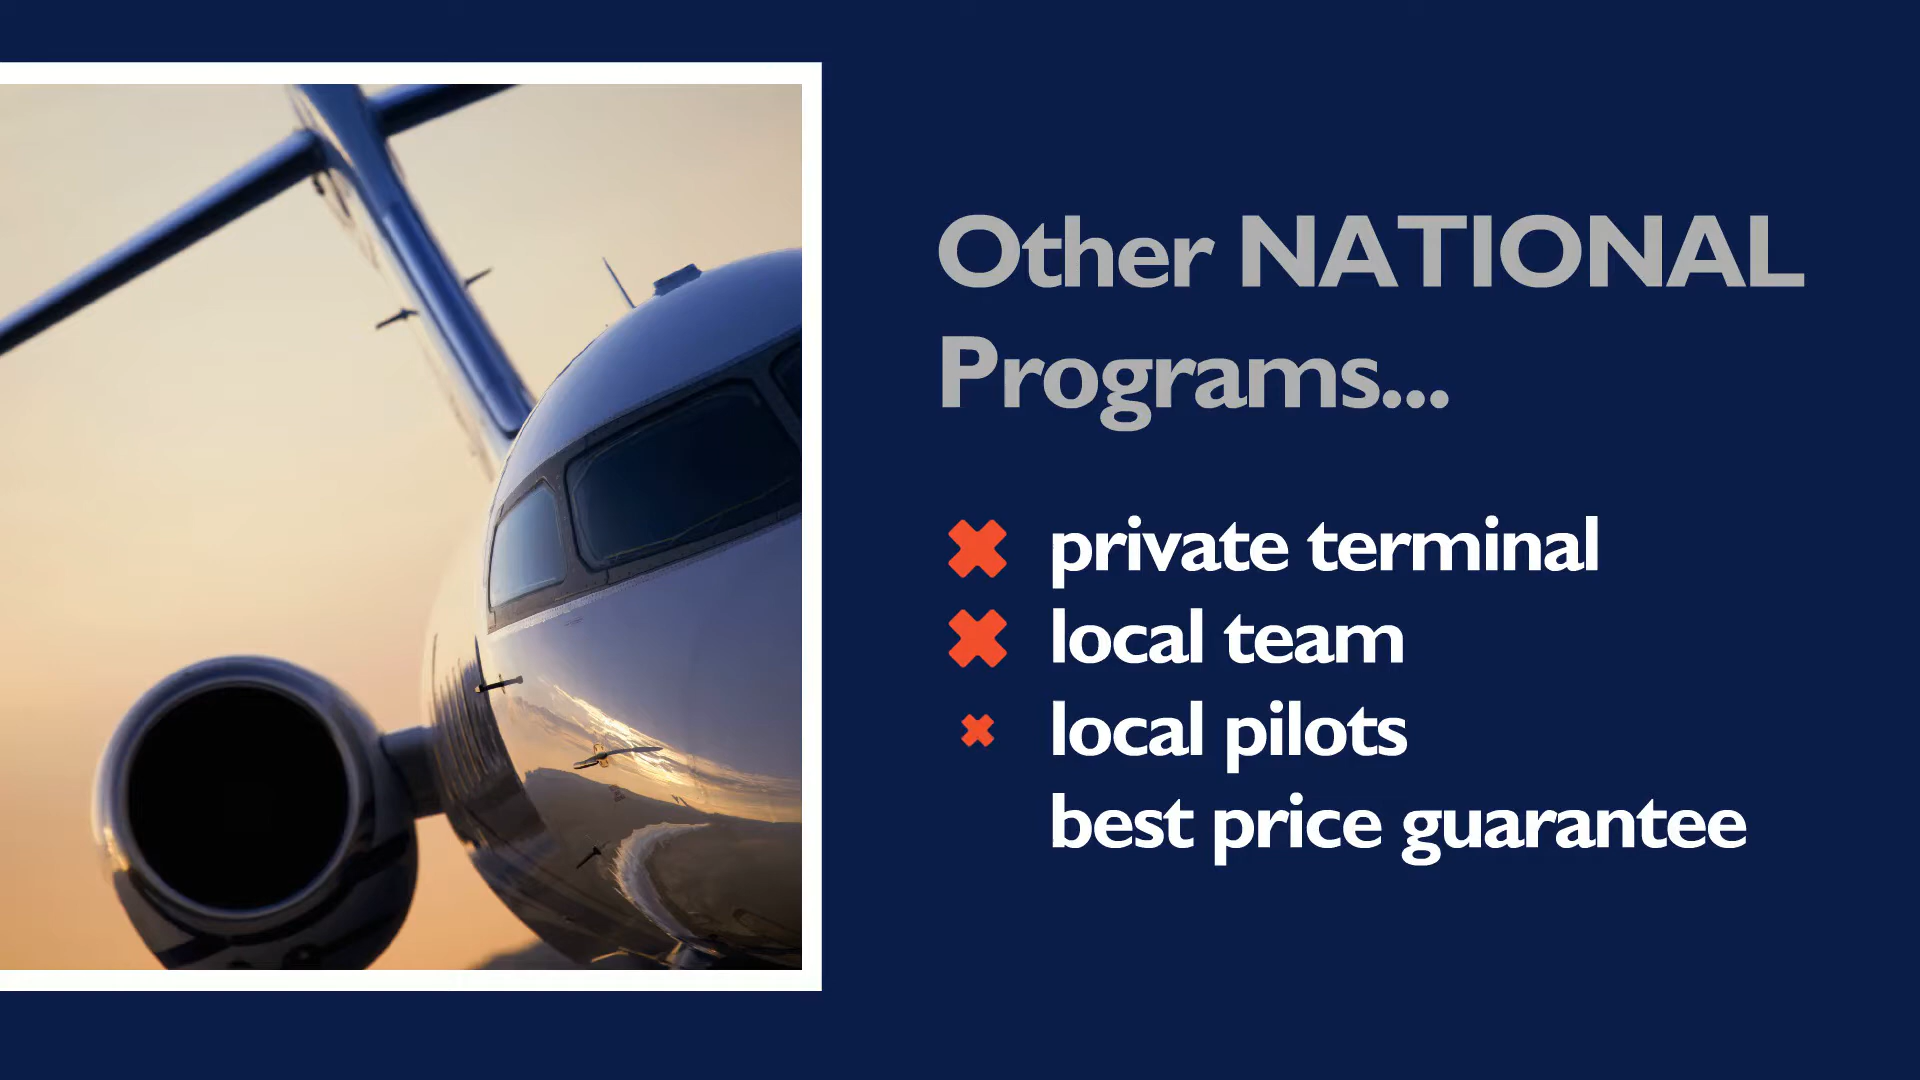 Other NATIONAL
Programs...
private terminal
local team
local pilots
best price guarantee